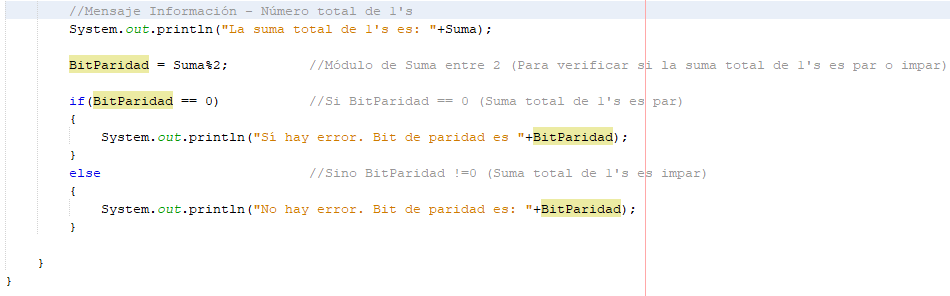 //Mensaje Información - Número total de 1's
System.out.println("La suma total de 1's es: "+Suma);
BitParidad = Suma%2; //Módulo de Suma entre 2 (Para verificar si la suma total de 1's es par o impar)
if(BitParidad == 0) //Si BitParidad == 0 (Suma total de 1's es par)
{
System.out.println("Sí hay error. Bit de paridad es "+BitParidad);
}
else //Sino BitParidad !=0 (Suma total de 1's es impar)
{
System.out.println("No hay error. Bit de paridad es: "+BitParidad);
}
}
}